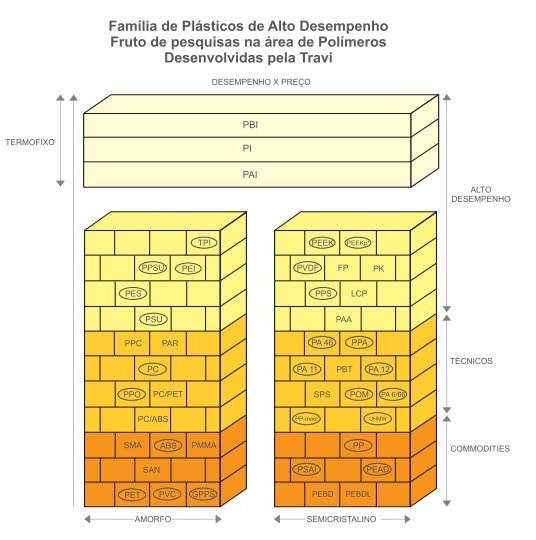 Família de Plásticos de Alto Desempenho
Fruto de pesquisas na área de Polímeros
Desenvolvidas pela Travi
DESEMPENHO X PREÇO
TERMOFIXO
PBI
PI
PAI
ALTO
DESEMPENHO
TPI
PPSU PEI
PES
PSU
PPC PAR
PC
PPO PC/PET
PC/ABS
SMA ABS PMMA
SAN
PET PVC GPPS
AMORFO
PEEK PEEKp?
PVDF FP PK
PPS LCP
PAA
PA 46 PPA
PA 11 PBT PA 12
SPS POM PA 6/66
PP-mod. UHMW
PP
PSAI PEAD
PEBD PEBDL
SEMICRISTALINO
TÉCNICOS
COMMODITIES